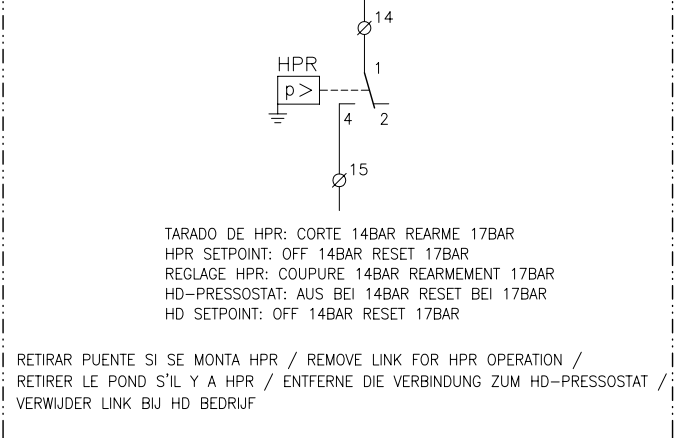 14
HPR
1
p>
4 2
15
TARADO DE HPR: CORTE 14BAR REARME 17BAR
HPR SETPOINT: OFF 14BAR RESET 17BAR
REGLAGE HPR: COUPURE 14BAR REARMEMENT 17BAR
HD-PRESSOSTAT: AUS BEI 14BAR RESET BEI 17BAR
HD SETPOINT: OFF 14BAR RESET 17BAR
RETIRAR PUENTE SI SE MONTA HPR / REMOVE LINK FOR HPR OPERATION /
RETIRER LE POND S'IL Y A HPR / ENTFERNE DIE VERBINDUNG ZUM HD-PRESSOSTAT /
VERWIJDER LINK BIJ HD BEDRIJF